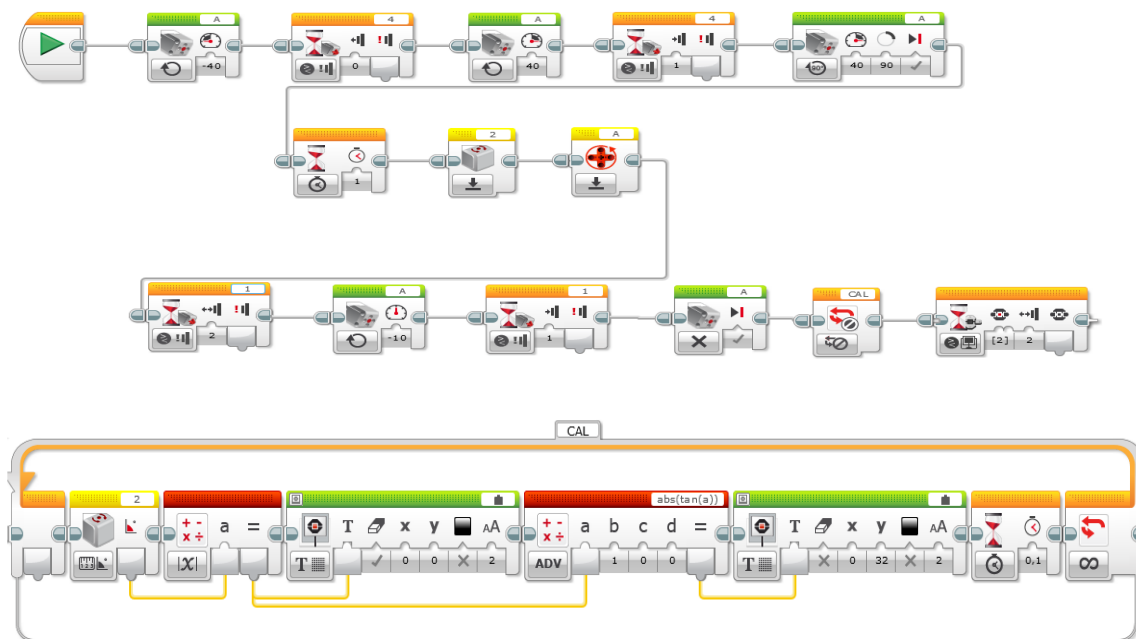 A 4 A 4 A
-40 0 40 1 90° 40 90
2 A
1
1 A 1 A CAL
2 -10 1 [2] 2
CAL
2 abs(tan(a))
a = T x y AA a b c d = T x y AA
|X| T 0 0 2 ADV 1 0 0 T 0 32 2 0,1 ∞